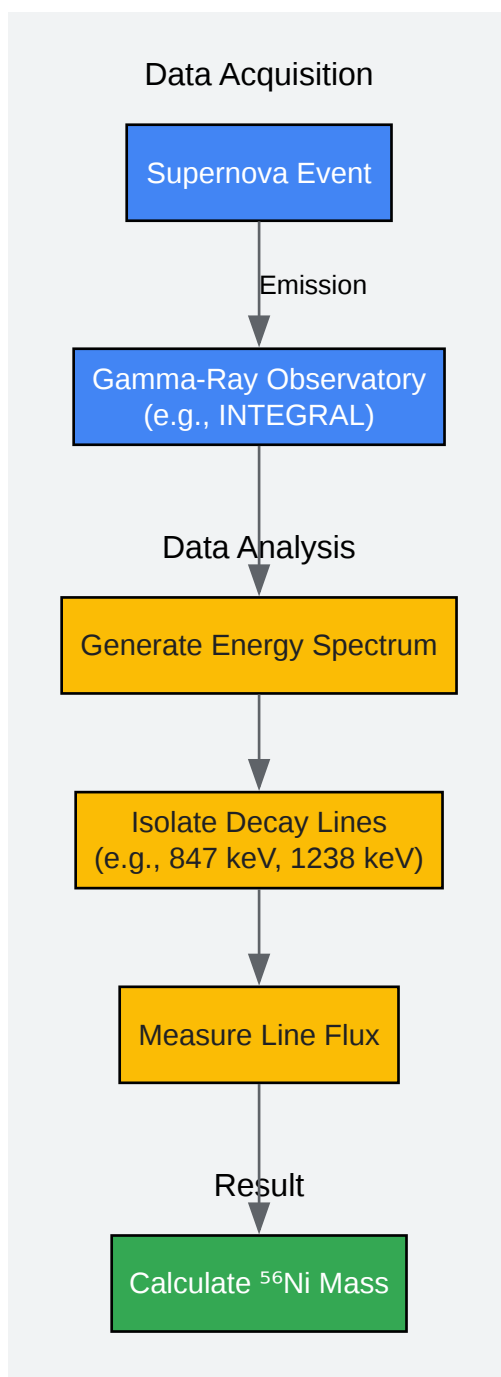 Data Acquisition
Supernova Event
Emission
Gamma-Ray Observatory
(e.g., INTEGRAL)
Data Analysis
Generate Energy Spectrum
Isolate Decay Lines
(e.g., 847 keV, 1238 keV)
Measure Line Flux
Result
Calculate ⁵⁶Ni Mass